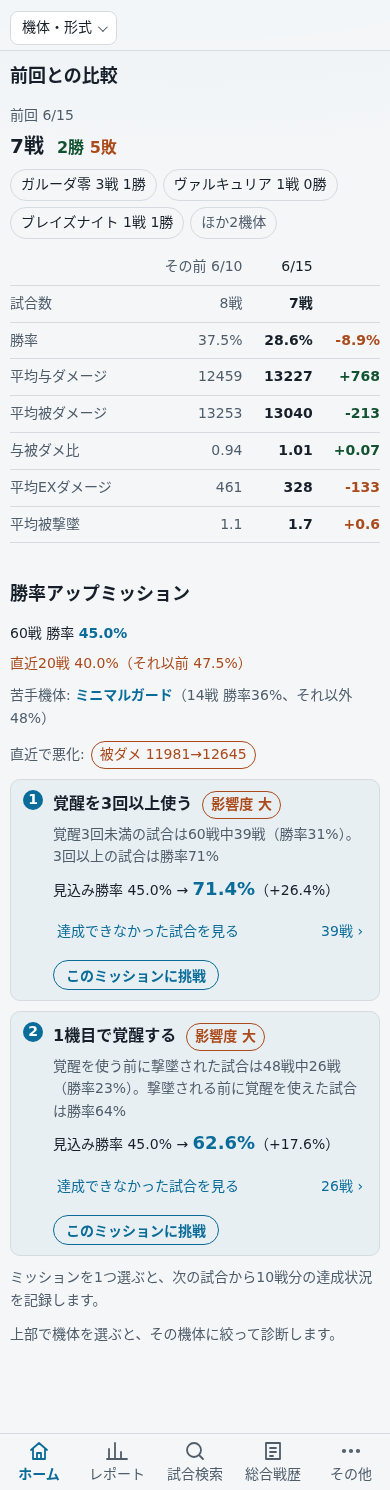 機体・形式
前回との比較
前回 6/15
7戦 2勝 5敗
ガルーダ零 3戦 1勝 ヴァルキュリア 1戦 0勝
ブレイズナイト 1戦 1勝 ほか2機体
その前 6/10 6/15
試合数 8戦 7戦
勝率 37.5% 28.6% -8.9%
平均与ダメージ 12459 13227 +768
平均被ダメージ 13253 13040 -213
与被ダメ比 0.94 1.01 +0.07
平均EXダメージ 461 328 -133
平均被撃墜 1.1 1.7 +0.6
勝率アップミッション
60戦 勝率 45.0%
直近20戦 40.0%（それ以前 47.5%）
苦手機体: ミニマルガード（14戦 勝率36%、それ以外
48%）
直近で悪化: 被ダメ 11981→12645
1 覚醒を3回以上使う 影響度 大
覚醒3回未満の試合は60戦中39戦（勝率31%）。
3回以上の試合は勝率71%
見込み勝率 45.0% → 71.4%（+26.4%）
達成できなかった試合を見る 39戦 ›
このミッションに挑戦
2 1機目で覚醒する 影響度 大
覚醒を使う前に撃墜された試合は48戦中26戦
（勝率23%）。撃墜される前に覚醒を使えた試合
は勝率64%
見込み勝率 45.0% → 62.6%（+17.6%）
達成できなかった試合を見る 26戦 ›
このミッションに挑戦
ミッションを1つ選ぶと、次の試合から10戦分の達成状況
を記録します。
上部で機体を選ぶと、その機体に絞って診断します。
ホーム レポート 試合検索 総合戦歴 その他